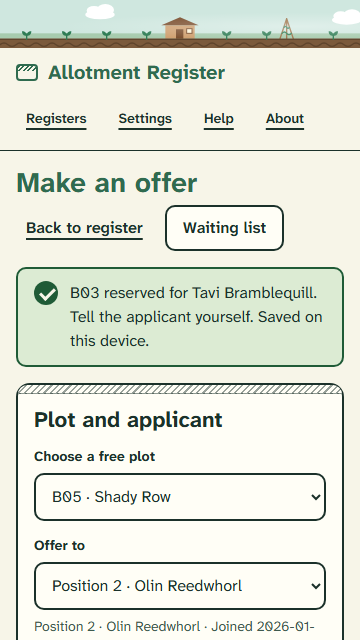 Allotment Register
Registers Settings Help About
Make an offer
Back to register Waiting list
B03 reserved for Tavi Bramblequill.
Tell the applicant yourself. Saved on
this device.
Plot and applicant
Choose a free plot
B05 · Shady Row
Offer to
Position 2 · Olin Reedwhorl
Position 2 · Olin Reedwhorl · Joined 2026-01-